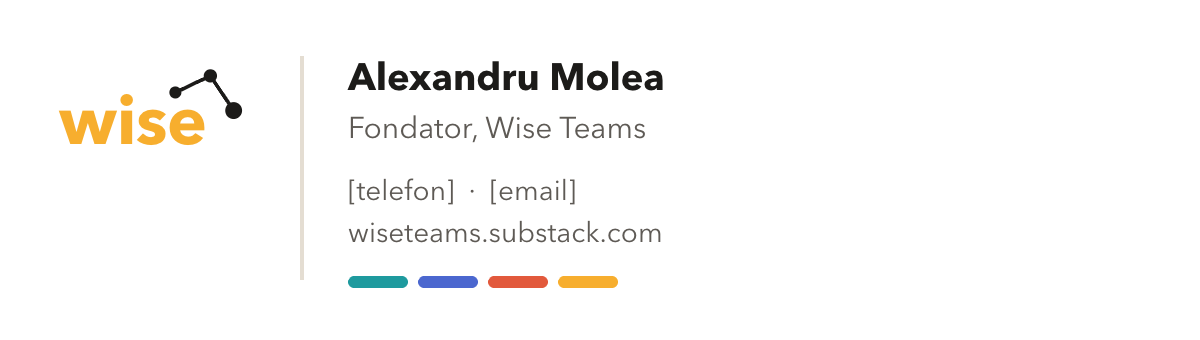 wise
Alexandru Molea
Fondator, Wise Teams
[telefon] · [email]
wiseteams.substack.com